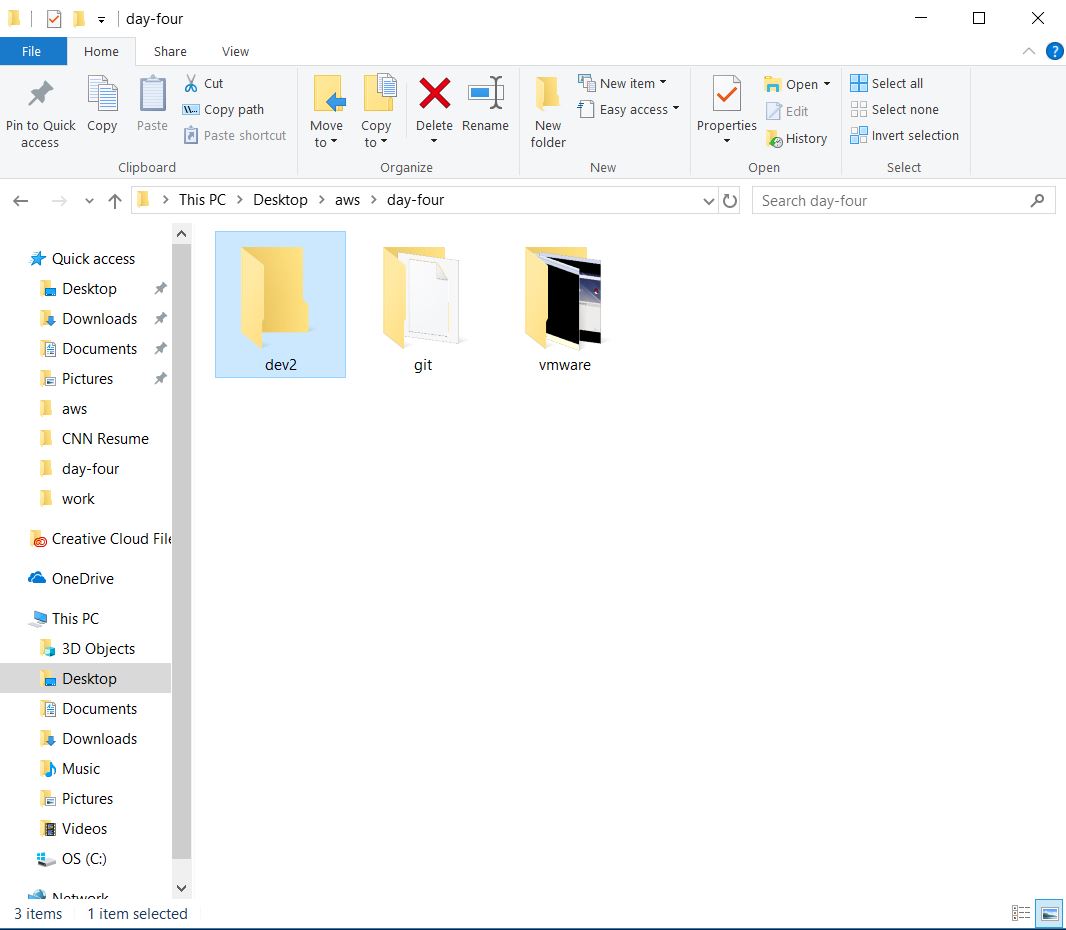 day-four
File Home Share View
Pin to Quick access
Copy
Paste
Cut
Copy path
Paste shortcut
Clipboard
Move to
Copy to
Delete
Rename
Organize
New folder
New item
Easy access
New
Properties
Open
Edit
History
Open
Select all
Select none
Invert selection
Select
This PC > Desktop > aws > day-four
Search day-four
Quick access
Desktop
Downloads
Documents
Pictures
aws
CNN Resume
day-four
work
Creative Cloud File
OneDrive
This PC
3D Objects
Desktop
Documents
Downloads
Music
Pictures
Videos
OS (C:)
Network
dev2
git
vmware
3 items 1 item selected